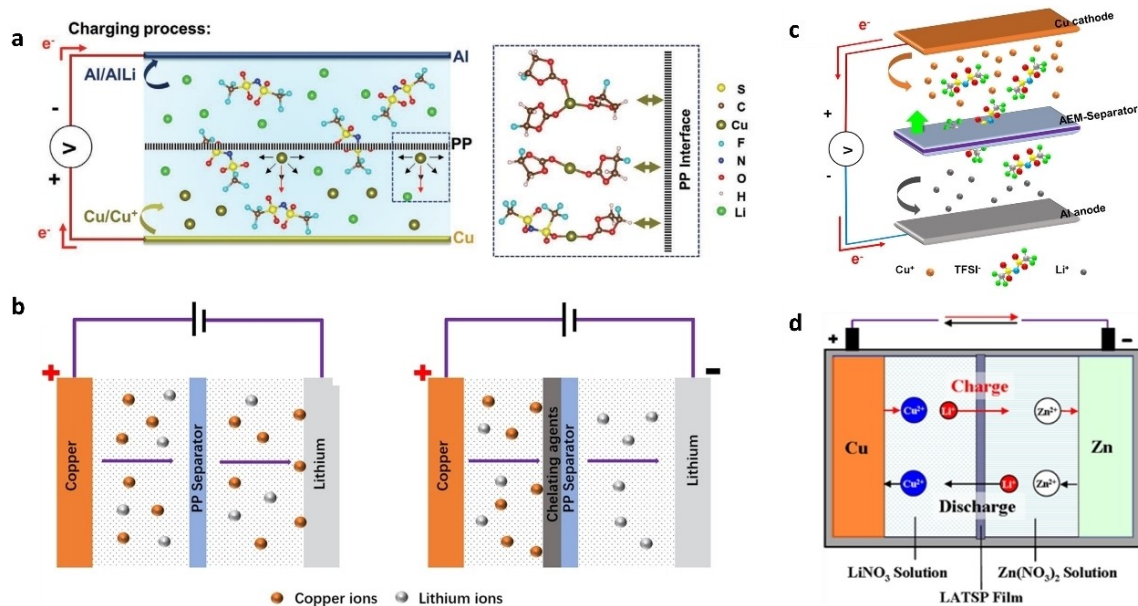 a
Charging process:
e-
Al
Al/AlLi
-
V
+
PP
Cu/Cu+
e-
Cu
PP Interface
S
C
Cu
F
N
O
H
Li
c
Cu cathode
e-
+
V
-
AEM-Separator
Al anode
e-
Cu+
TFSI-
Li+
b
+
Copper
PP Separator
Lithium
+
-
Copper
Chelating agents
PP Separator
Lithium
Copper ions
Lithium ions
d
+
-
Charge
Cu2+
Li+
Zn2+
Cu
Zn
Cu2+
Li+
Zn2+
Discharge
LiNO3 Solution
Zn(NO3)2 Solution
LATSP Film